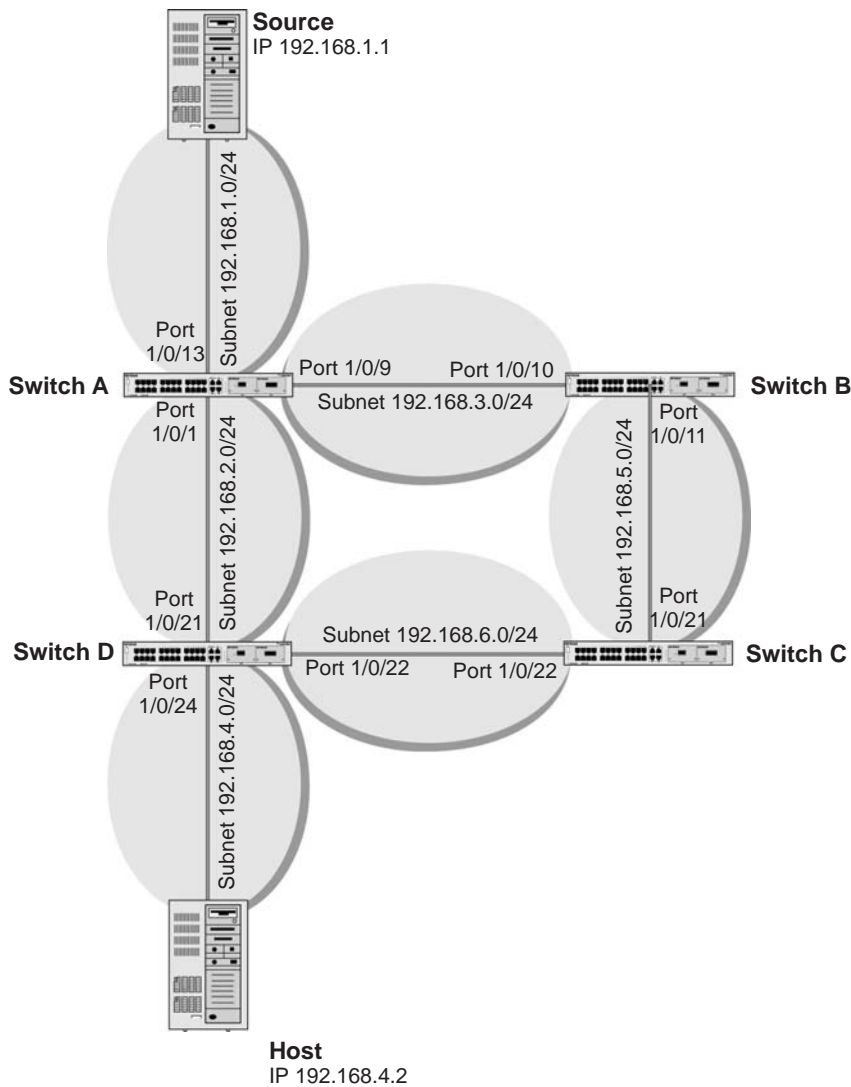 Source
IP 192.168.1.1
Subnet 192.168.1.0/24
Port
1/0/13
Switch A
Port 1/0/9
Port 1/0/10
Subnet 192.168.3.0/24
Switch B
Port
1/0/1
Port
1/0/11
Subnet 192.168.2.0/24
Subnet 192.168.5.0/24
Port
1/0/21
Port
1/0/21
Switch D
Subnet 192.168.6.0/24
Port 1/0/22
Port 1/0/22
Switch C
Port
1/0/24
Subnet 192.168.4.0/24
Host
IP 192.168.4.2